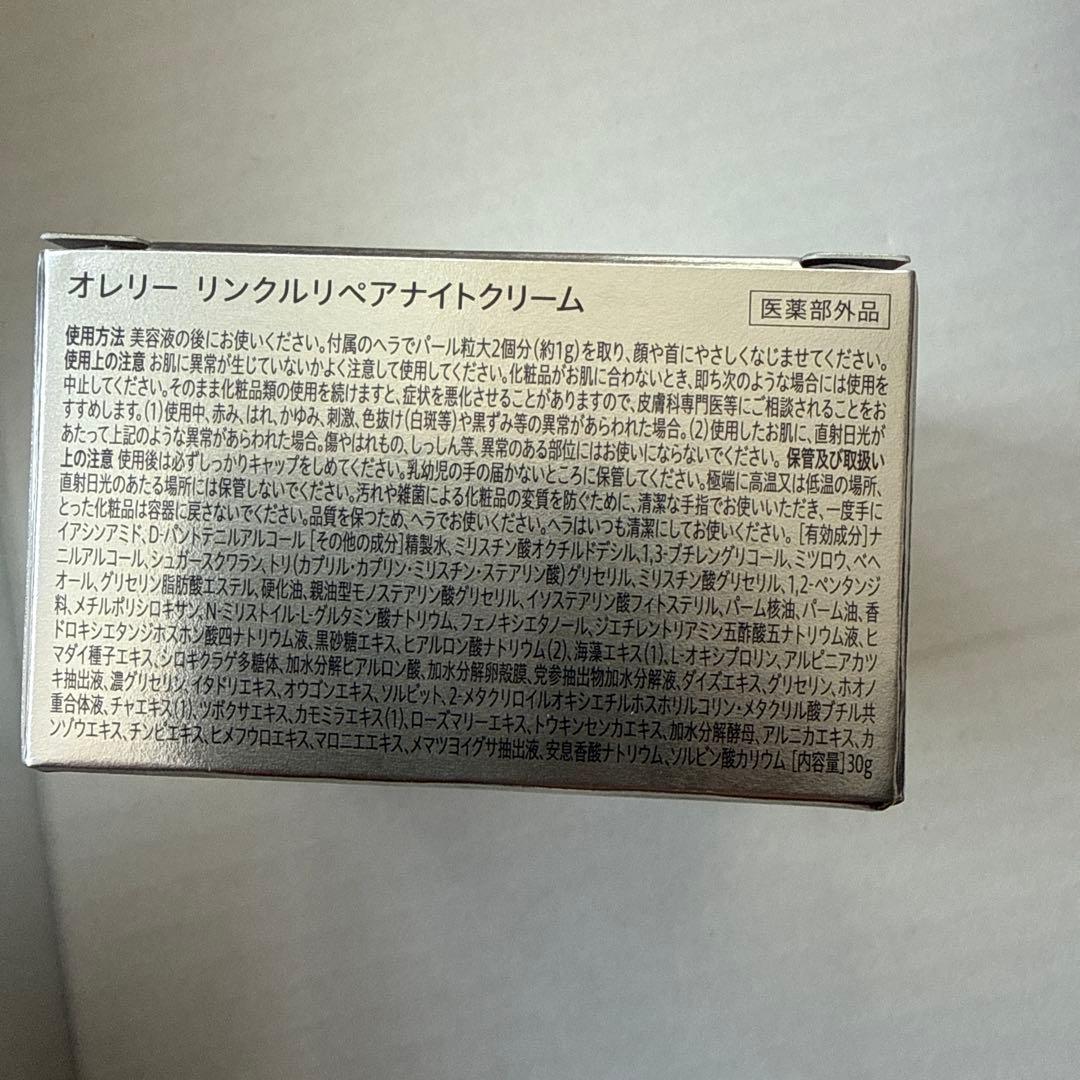 オレリー リンクルリペアナイトクリーム
医薬部外品
使用方法 美容液の後にお使いください。付属のヘラでパール粒大2個分(約1g)を取り、顔や首にやさしくなじませてください。
使用上の注意 お肌に異常が生じていないかよく注意して使用してください。化粧品がお肌に合わないとき、即ち次のような場合には使用を
中止してください。そのまま化粧品類の使用を続けますと、症状を悪化させることがありますので、皮膚科専門医等にご相談されることをお
すすめします。(1)使用中、赤み、はれ、かゆみ、刺激、色抜け(白斑等)や黒ずみ等の異常があらわれた場合。(2)使用したお肌に、直射日光が
あたって上記のような異常があらわれた場合。傷やはれもの、しっしん等、異常のある部位にはお使いにならないでください。 保管及び取扱い
上の注意 使用後は必ずしっかりキャップをしめてください。乳幼児の手の届かないところに保管してください。極端に高温又は低温の場所、
直射日光のあたる場所には保管しないでください。汚れや雑菌による化粧品の変質を防ぐために、清潔な手指でお使いいただき、一度手に
とった化粧品は容器に戻さないでください。品質を保つため、ヘラでお使いください。ヘラはいつも清潔にしてお使いください。 [有効成分]ナ
イアシンアミド、D-パントテニルアルコール [その他の成分]精製水、ミリスチン酸オクチルドデシル、1,3-ブチレングリコール、ミツロウ、ベヘ
ニルアルコール、シュガースクワラン、トリ(カプリル・カプリン・ミリスチン・ステアリン酸)グリセリル、ミリスチン酸グリセリル、1,2-ペンタンジ
オール、グリセリン脂肪酸エステル、硬化油、親油型モノステアリン酸グリセリル、イソステアリン酸フィトステリル、パーム核油、パーム油、香
料、メチルポリシロキサン、N-ミリストイル-L-グルタミン酸ナトリウム、フェノキシエタノール、ジエチレントリアミン五酢酸五ナトリウム液、ヒ
ドロキシエタンジホスホン酸四ナトリウム液、黒砂糖エキス、ヒアルロン酸ナトリウム(2)、海藻エキス(1)、L-オキシプロリン、アルピニアカツ
マダイ種子エキス、シロキクラゲ多糖体、加水分解ヒアルロン酸、加水分解卵殻膜、党参抽出物加水分解液、ダイズエキス、グリセリン、ホオノ
キ抽出液、濃グリセリン、イタドリエキス、オウゴンエキス、ソルビット、2-メタクリロイルオキシエチルホスホリルコリン・メタクリル酸ブチル共
重合体液、チャエキス(1)、ツボクサエキス、カモミラエキス(1)、ローズマリーエキス、トウキンセンカエキス、加水分解酵母、アルニカエキス、カ
ンゾウエキス、チンピエキス、ヒメフウロエキス、マロニエエキス、メマツヨイグサ抽出液、安息香酸ナトリウム、ソルビン酸カリウム [内容量]30g